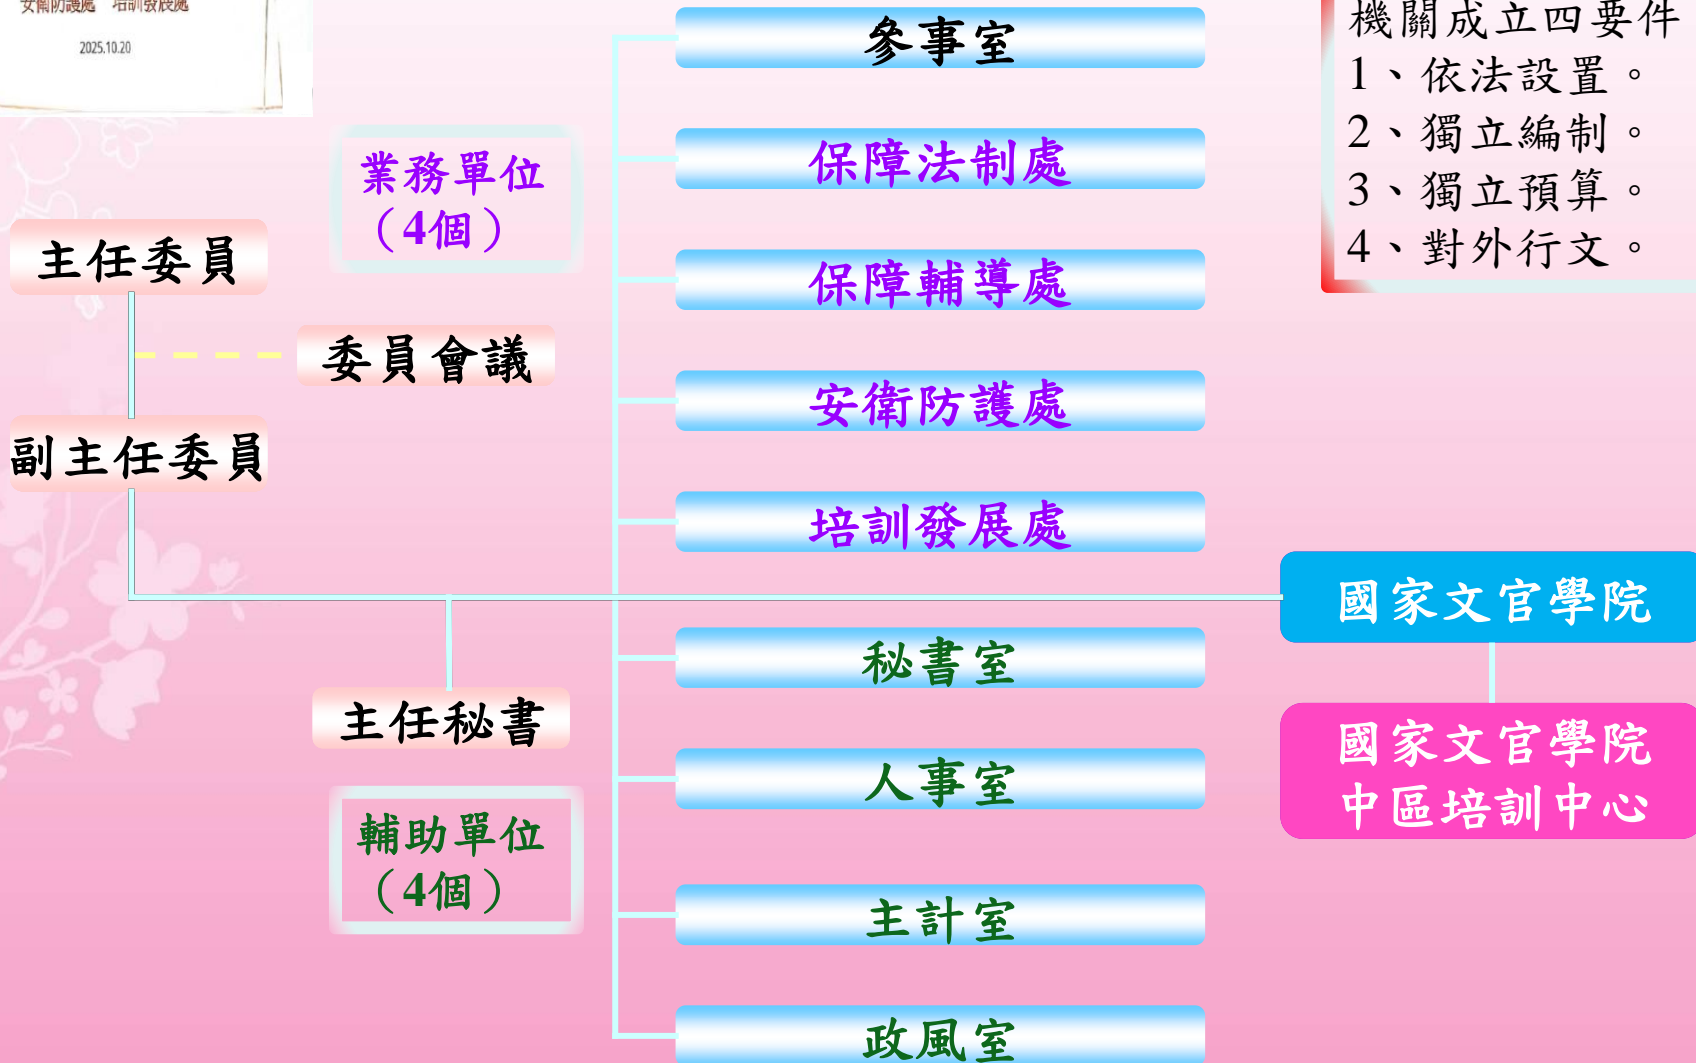 安衛防護處 培訓發展處
2025.10.20
參事室
機關成立四要件
1、依法設置。
2、獨立編制。
3、獨立預算。
4、對外行文。
業務單位
（4個）
保障法制處
主任委員
保障輔導處
委員會議
安衛防護處
副主任委員
培訓發展處
國家文官學院
秘書室
主任秘書
國家文官學院
中區培訓中心
人事室
輔助單位
（4個）
主計室
政風室